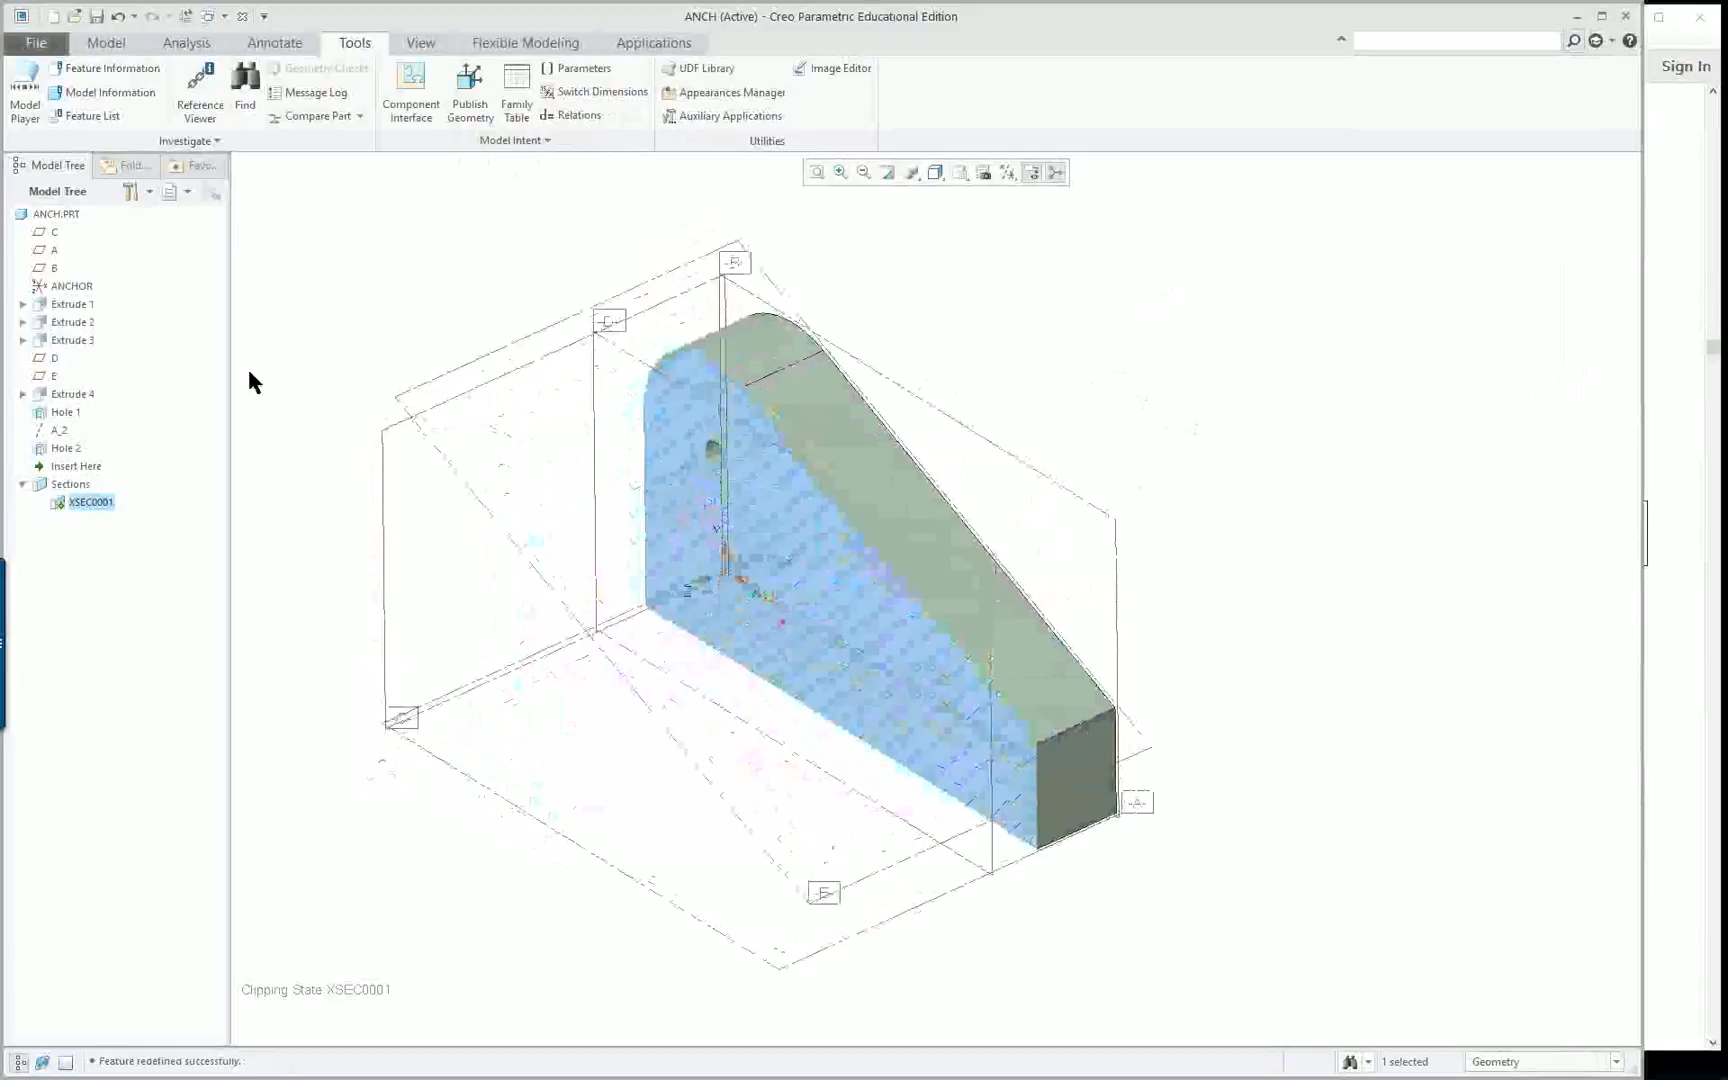 ANCH (Active) - Creo Parametric Educational Edition
File Model Analysis Annotate Tools View Flexible Modeling Applications
Sign In
Model Player
Feature Information
Model Information
Feature List
Reference Viewer
Find
Geometry Checks
Message Log
Compare Part
Investigate
Component Interface
Publish Geometry
Family Table
Parameters
Switch Dimensions
d= Relations
Model Intent
UDF Library
Appearances Manager
Auxiliary Applications
Image Editor
Utilities
Model Tree Fold... Favo...
Model Tree
ANCH.PRT
C
A
B
ANCHOR
Extrude 1
Extrude 2
Extrude 3
D
E
Extrude 4
Hole 1
A_2
Hole 2
Insert Here
Sections
XSEC0001
-B-
-A-
-E-
Clipping State XSEC0001
• Feature redefined successfully.
1 selected
Geometry